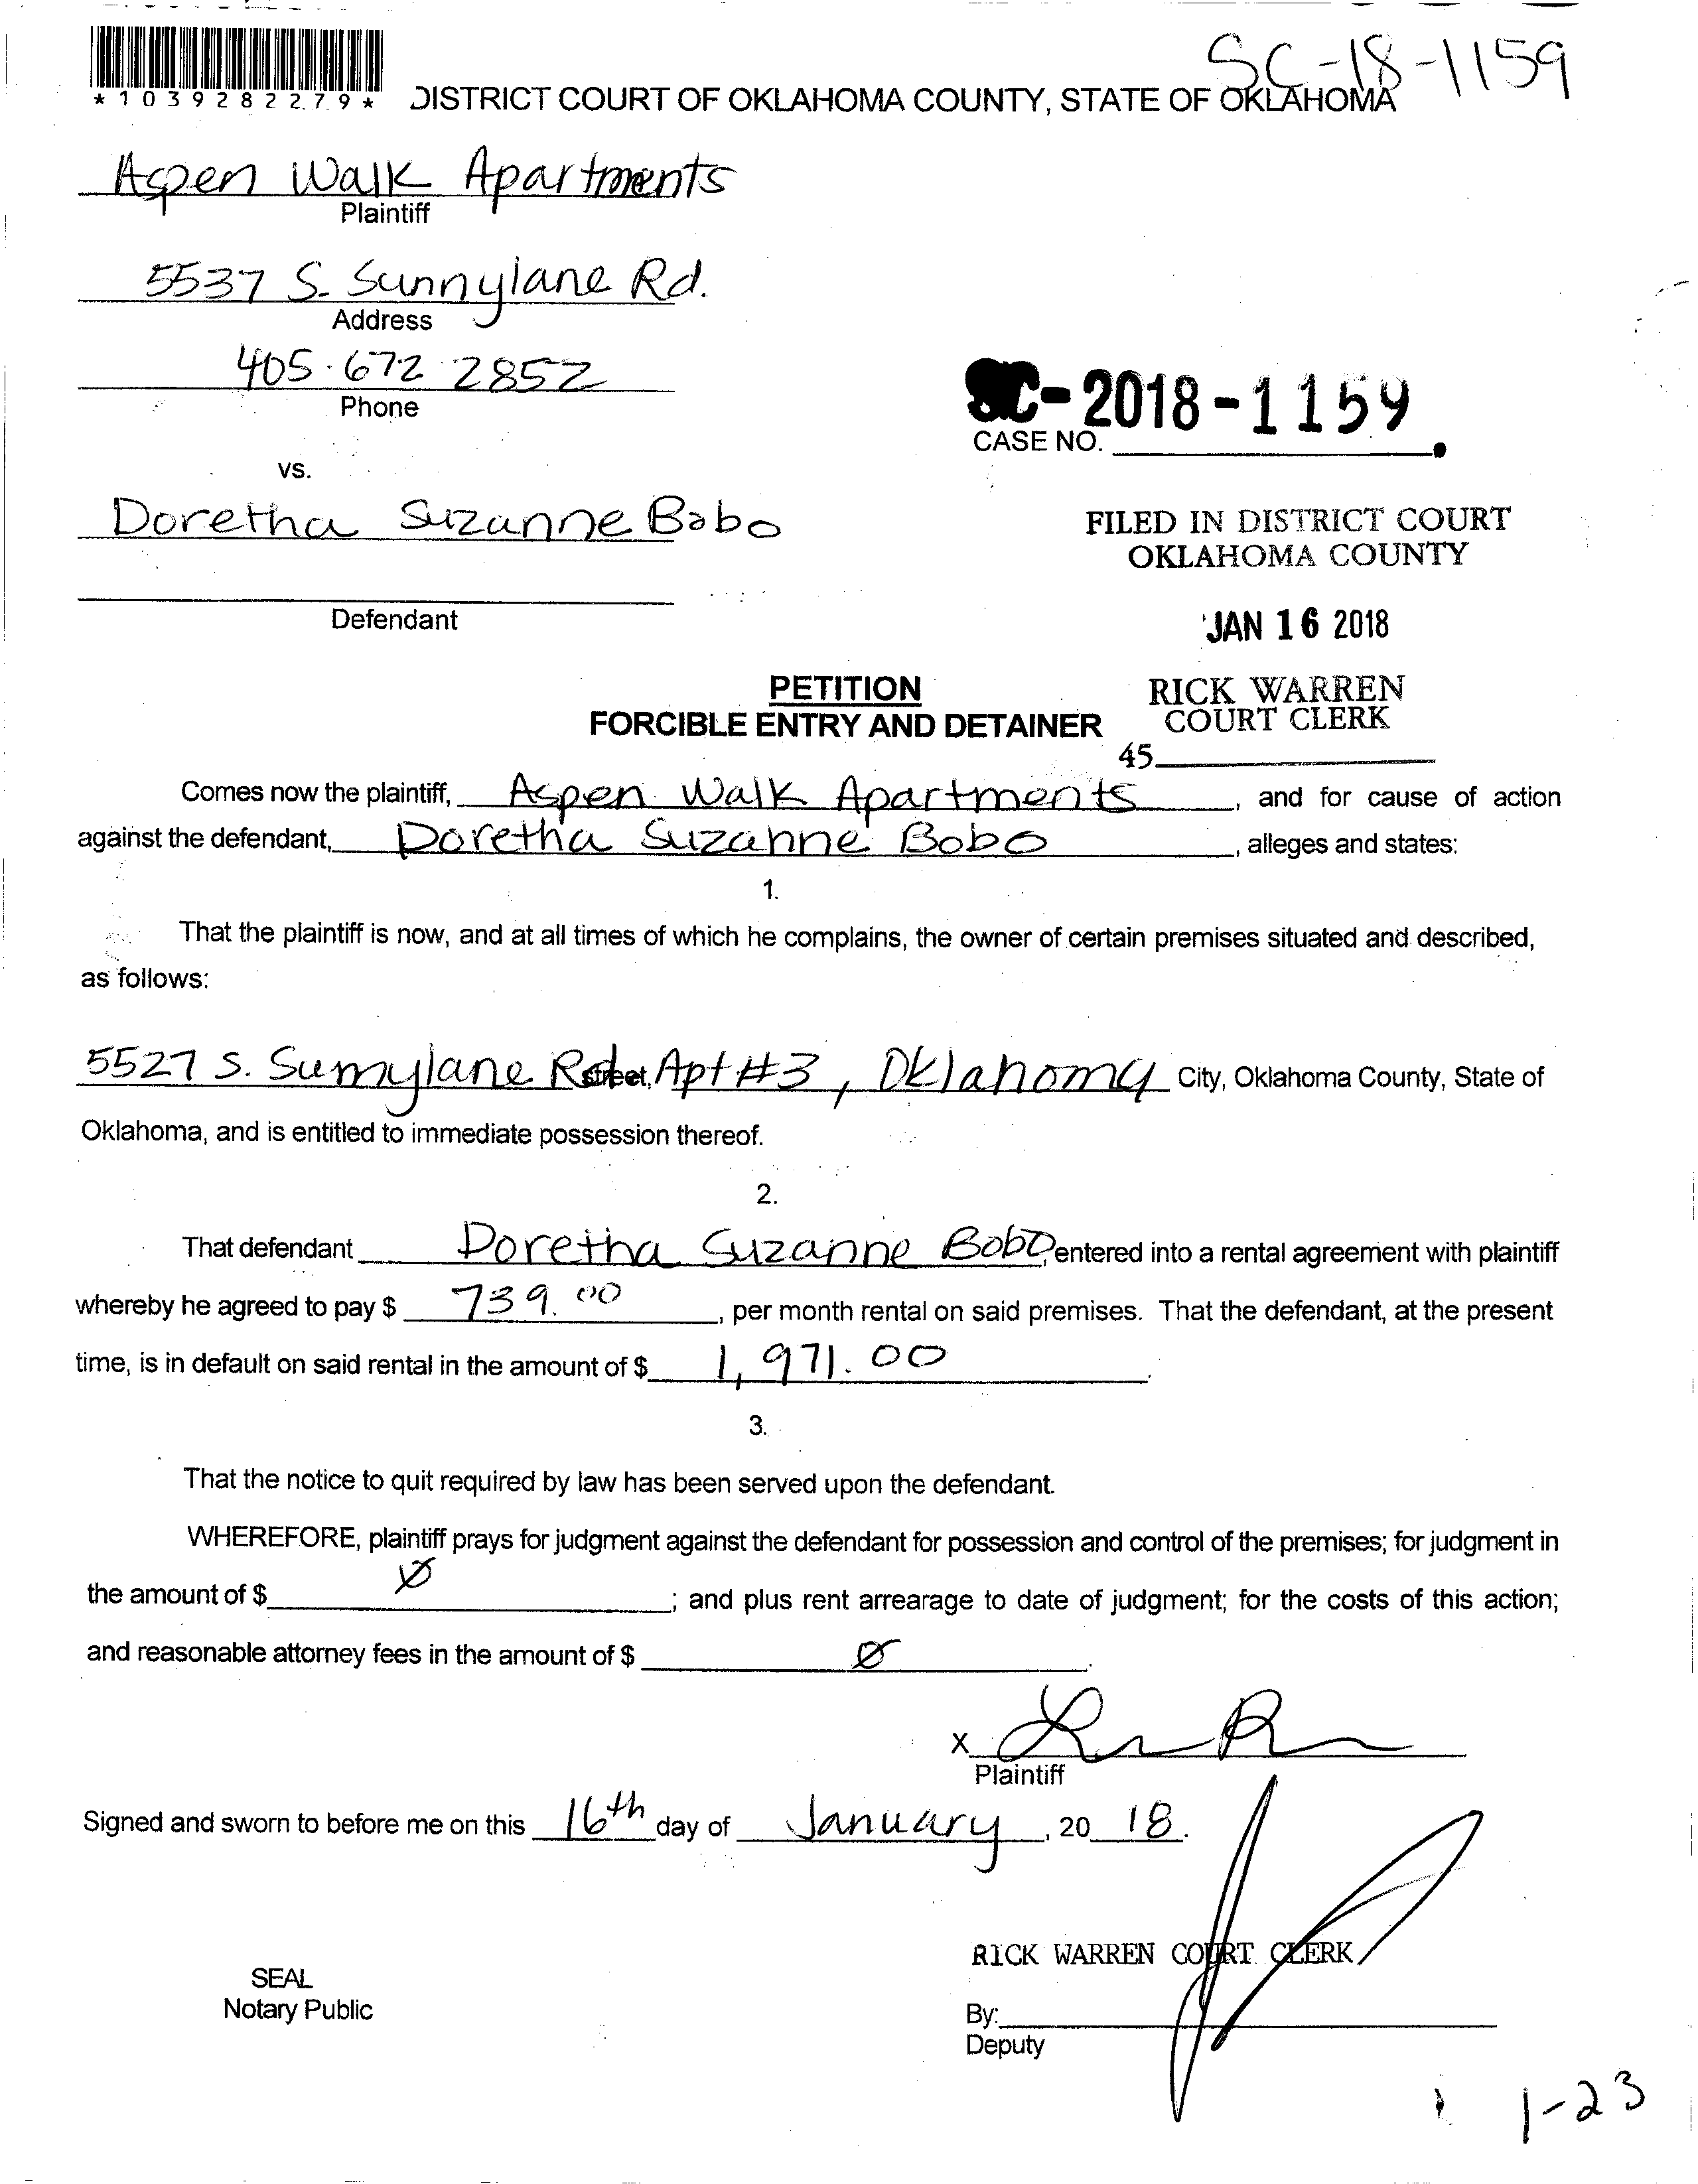 SC-18-1159
*1039282279*
DISTRICT COURT OF OKLAHOMA COUNTY, STATE OF OKLAHOMA
Aspen Walk Apartments
Plaintiff
5537 S. Sunnylane Rd.
Address
405.672 2852
Phone
SC-2018-1159
CASE NO.
vs.
Doretha Suzanne Bobo
Defendant
FILED IN DISTRICT COURT
OKLAHOMA COUNTY
JAN 16 2018
RICK WARREN
COURT CLERK
45
PETITION
FORCIBLE ENTRY AND DETAINER
Comes now the plaintiff, Aspen Walk Apartments, and for cause of action
against the defendant, Doretha Suzanne Bobo, alleges and states:
1.
That the plaintiff is now, and at all times of which he complains, the owner of certain premises situated and described,
as follows:
5527 S. Sunnylane Rd street, Apt #3, Oklahoma City, Oklahoma County, State of
Oklahoma, and is entitled to immediate possession thereof.
2.
That defendant Doretha Suzanne Bobo, entered into a rental agreement with plaintiff
whereby he agreed to pay $ 739.00, per month rental on said premises. That the defendant, at the present
time, is in default on said rental in the amount of $ 1,971.00.
3.
That the notice to quit required by law has been served upon the defendant.
WHEREFORE, plaintiff prays for judgment against the defendant for possession and control of the premises; for judgment in
the amount of $ Ø; and plus rent arrearage to date of judgment; for the costs of this action;
and reasonable attorney fees in the amount of $ Ø.
X
Plaintiff
Signed and sworn to before me on this 16th day of January, 20 18.
RICK WARREN COURT CLERK
SEAL
Notary Public
By:
Deputy
1-23